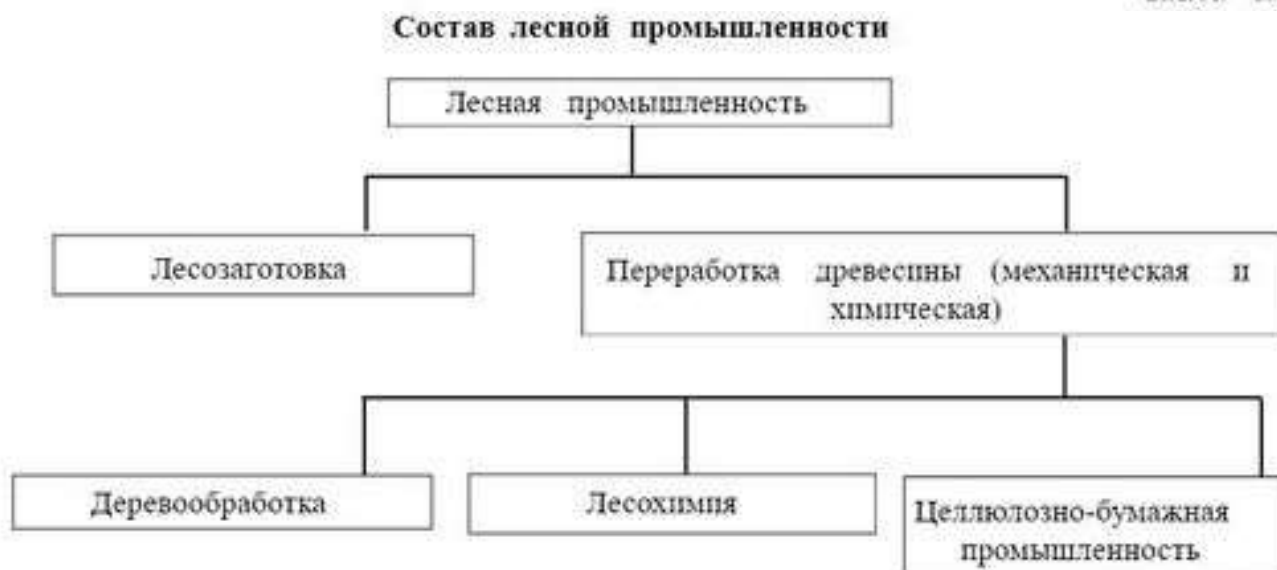 Состав лесной промышленности
Лесная промышленность
Лесозаготовка
Переработка древесины (механическая и
химическая)
Деревообработка
Лесохимия
Целлюлозно-бумажная
промышленность